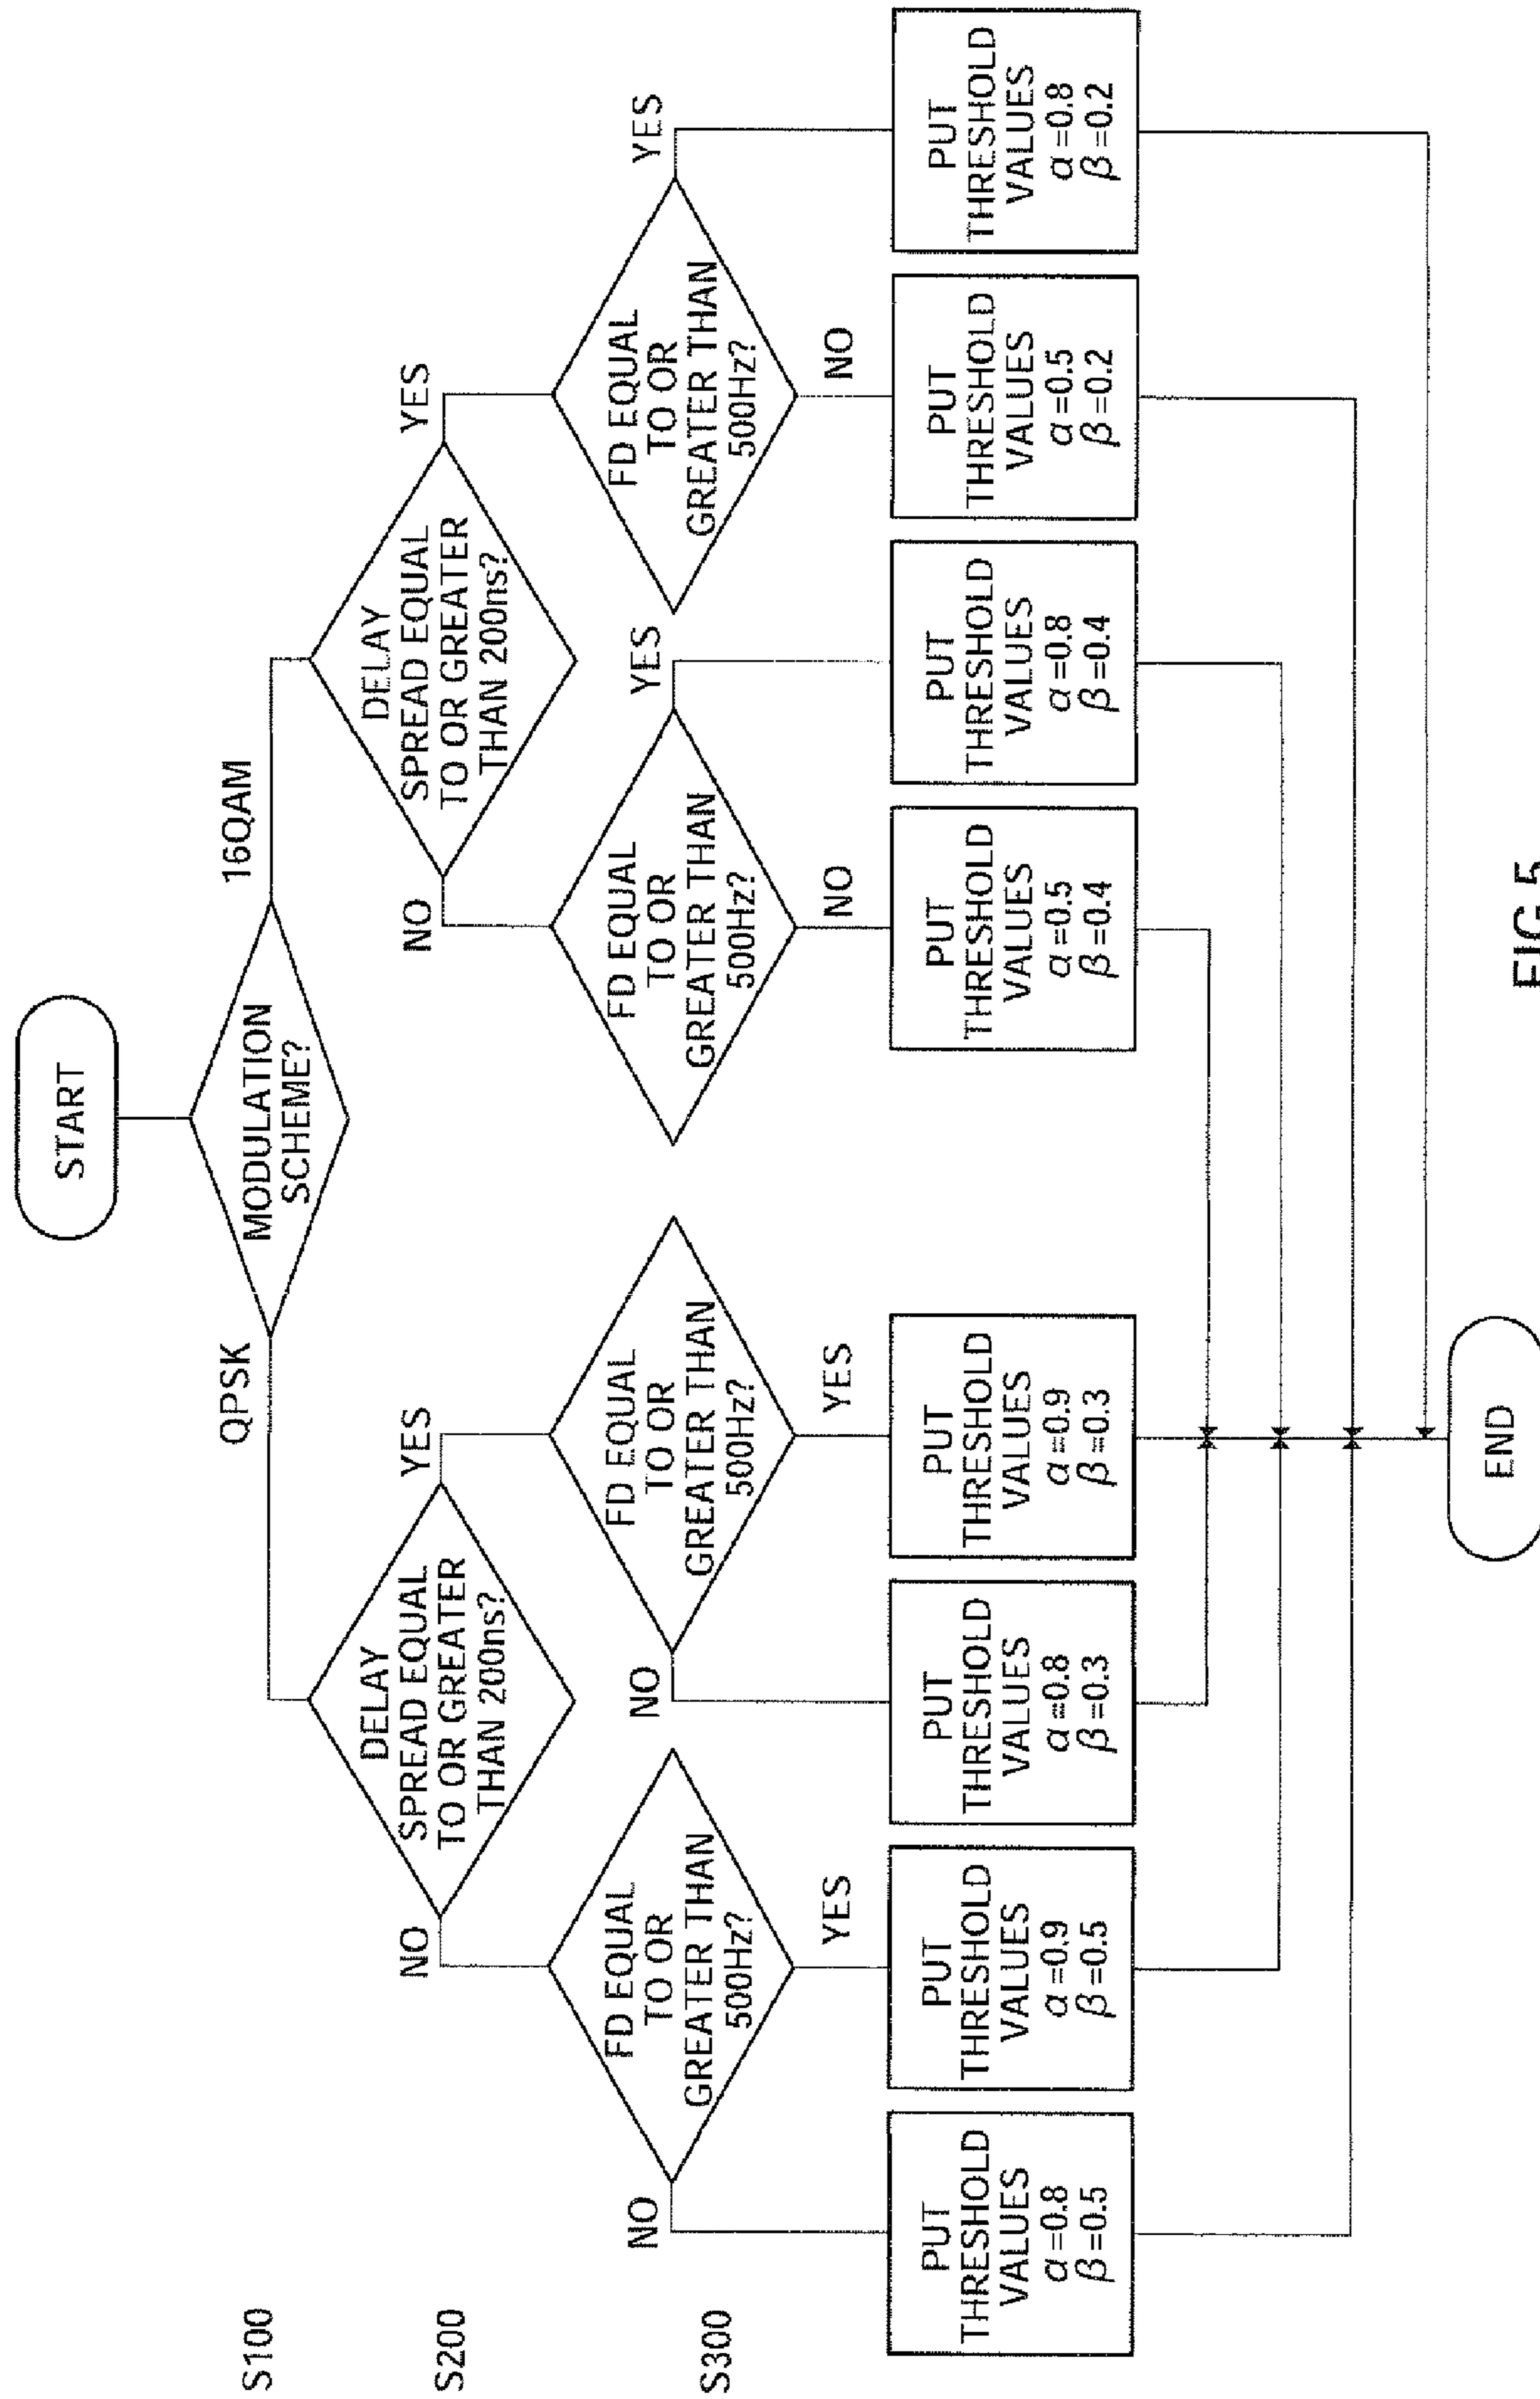 START
S100
QPSK
MODULATION
SCHEME?
16QAM
S200
NO
DELAY
SPREAD EQUAL
TO OR GREATER
THAN 200ns?
YES
NO
DELAY
SPREAD EQUAL
TO OR GREATER
THAN 200ns?
YES
S300
NO
FD EQUAL
TO OR
GREATER THAN
500Hz?
YES
NO
FD EQUAL
TO OR
GREATER THAN
500Hz?
YES
FD EQUAL
TO OR
GREATER THAN
500Hz?
NO
YES
FD EQUAL
TO OR
GREATER THAN
500Hz?
NO
YES
PUT
THRESHOLD
VALUES
α=0.8
β=0.5
PUT
THRESHOLD
VALUES
α=0.9
β=0.5
PUT
THRESHOLD
VALUES
α=0.8
β=0.3
PUT
THRESHOLD
VALUES
α=0.9
β=0.3
PUT
THRESHOLD
VALUES
α=0.5
β=0.4
PUT
THRESHOLD
VALUES
α=0.8
β=0.4
PUT
THRESHOLD
VALUES
α=0.5
β=0.2
PUT
THRESHOLD
VALUES
α=0.8
β=0.2
END
FIG.5